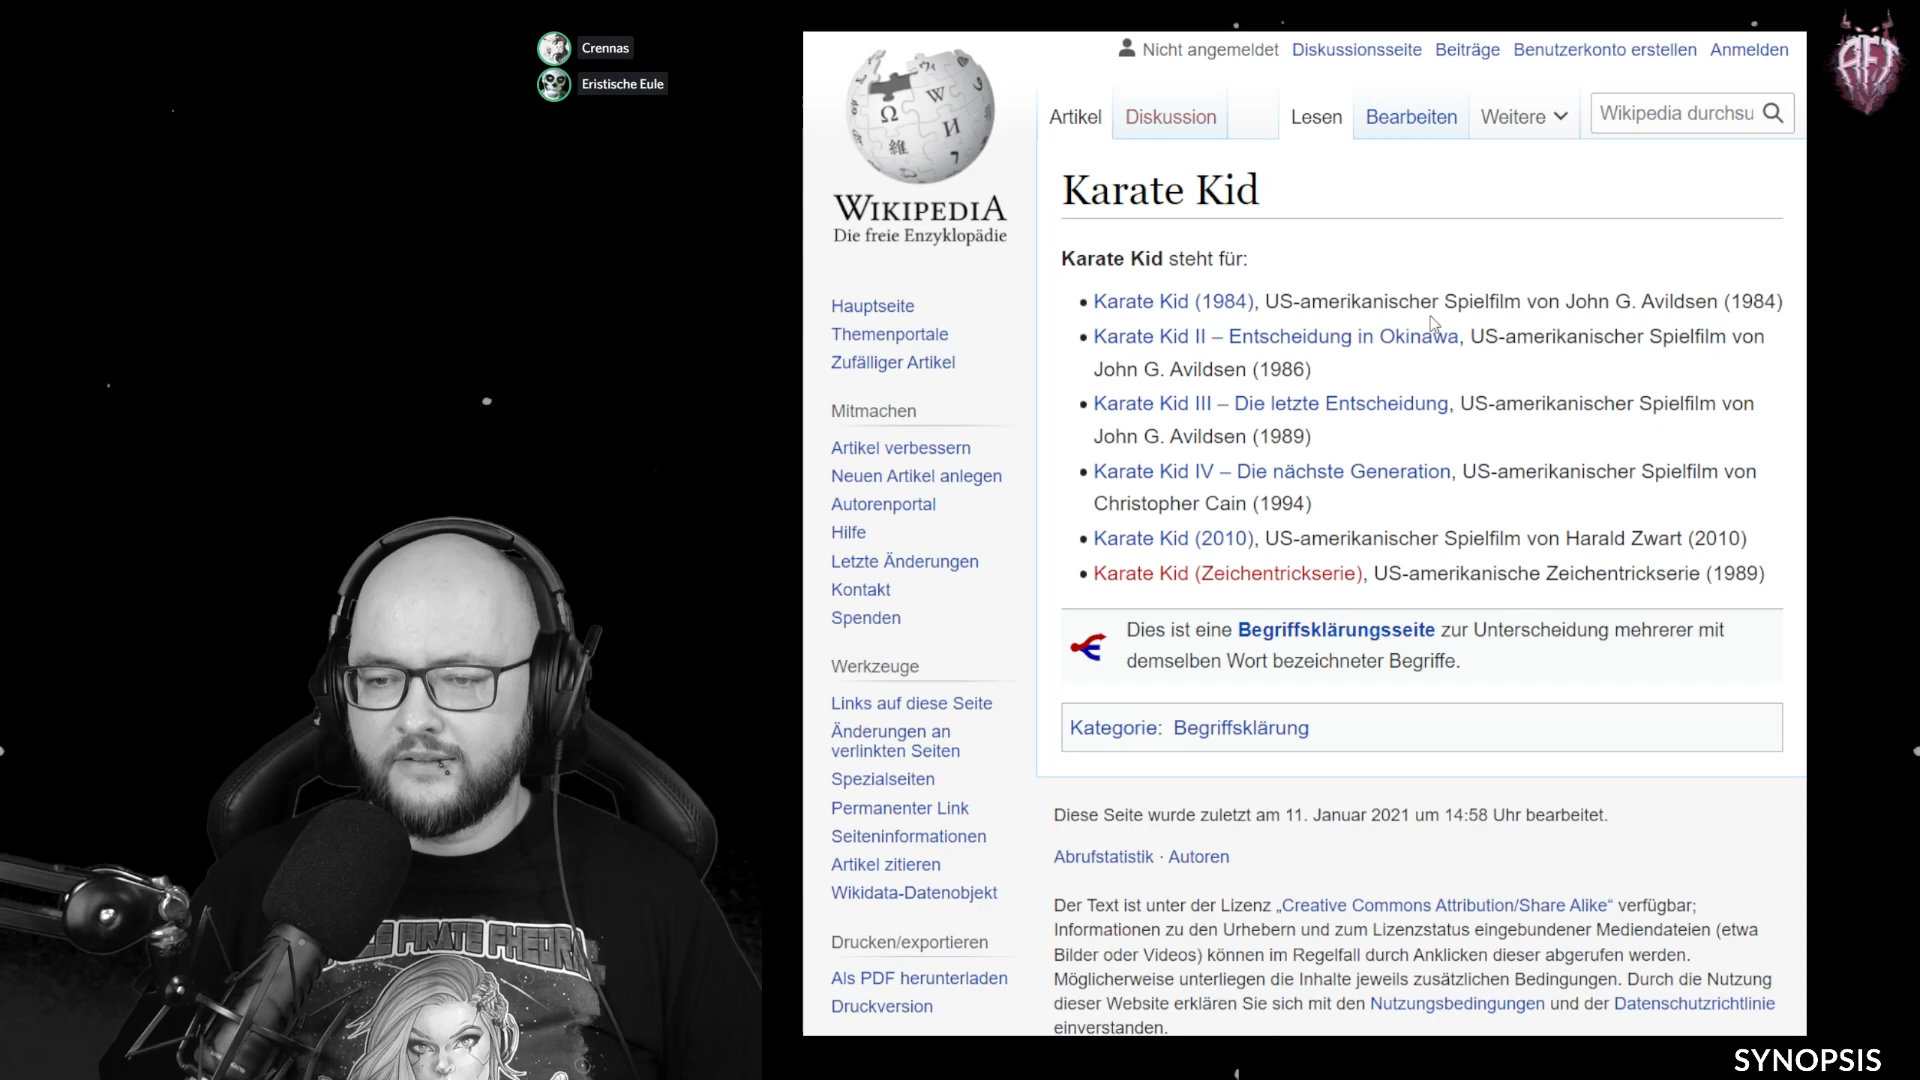 Crennas
Eristische Eule
AFT
WIKIPEDIA
Die freie Enzyklopädie
Hauptseite
Themenportale
Zufälliger Artikel
Mitmachen
Artikel verbessern
Neuen Artikel anlegen
Autorenportal
Hilfe
Letzte Änderungen
Kontakt
Spenden
Werkzeuge
Links auf diese Seite
Änderungen an
verlinkten Seiten
Spezialseiten
Permanenter Link
Seiteninformationen
Artikel zitieren
Wikidata-Datenobjekt
Drucken/exportieren
Als PDF herunterladen
Druckversion
Nicht angemeldet Diskussionsseite Beiträge Benutzerkonto erstellen Anmelden
Artikel Diskussion Lesen Bearbeiten Weitere Wikipedia durchsu
Karate Kid
Karate Kid steht für:
• Karate Kid (1984), US-amerikanischer Spielfilm von John G. Avildsen (1984)
• Karate Kid II – Entscheidung in Okinawa, US-amerikanischer Spielfilm von
John G. Avildsen (1986)
• Karate Kid III – Die letzte Entscheidung, US-amerikanischer Spielfilm von
John G. Avildsen (1989)
• Karate Kid IV – Die nächste Generation, US-amerikanischer Spielfilm von
Christopher Cain (1994)
• Karate Kid (2010), US-amerikanischer Spielfilm von Harald Zwart (2010)
• Karate Kid (Zeichentrickserie), US-amerikanische Zeichentrickserie (1989)
Dies ist eine Begriffsklärungsseite zur Unterscheidung mehrerer mit
demselben Wort bezeichneter Begriffe.
Kategorie: Begriffsklärung
Diese Seite wurde zuletzt am 11. Januar 2021 um 14:58 Uhr bearbeitet.
Abrufstatistik · Autoren
Der Text ist unter der Lizenz „Creative Commons Attribution/Share Alike“ verfügbar;
Informationen zu den Urhebern und zum Lizenzstatus eingebundener Mediendateien (etwa
Bilder oder Videos) können im Regelfall durch Anklicken dieser abgerufen werden.
Möglicherweise unterliegen die Inhalte jeweils zusätzlichen Bedingungen. Durch die Nutzung
dieser Website erklären Sie sich mit den Nutzungsbedingungen und der Datenschutzrichtlinie
einverstanden.
PIRATE
SYNOPSIS